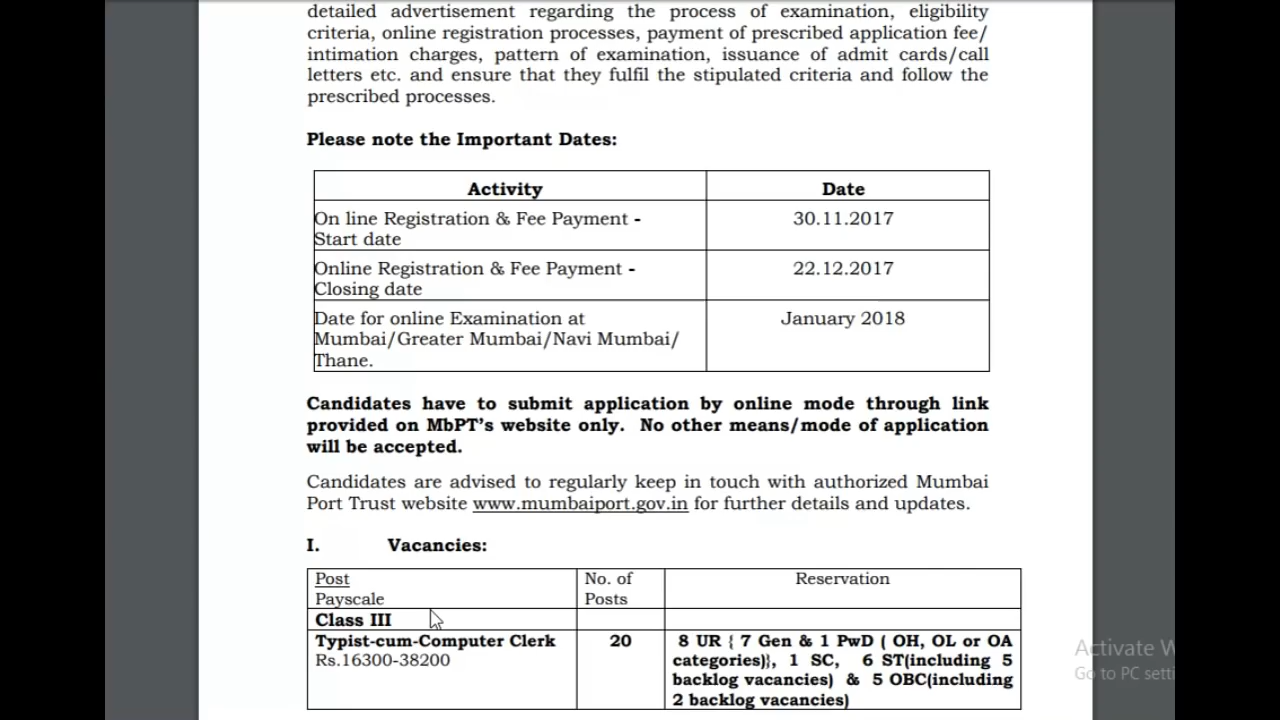 detailed advertisement regarding the process of examination, eligibility
criteria, online registration processes, payment of prescribed application fee/
intimation charges, pattern of examination, issuance of admit cards/call
letters etc. and ensure that they fulfil the stipulated criteria and follow the
prescribed processes.
Please note the Important Dates:
Activity Date
On line Registration & Fee Payment - 30.11.2017
Start date
Online Registration & Fee Payment - 22.12.2017
Closing date
Date for online Examination at January 2018
Mumbai/Greater Mumbai/Navi Mumbai/
Thane.
Candidates have to submit application by online mode through link
provided on MbPT's website only. No other means/mode of application
will be accepted.
Candidates are advised to regularly keep in touch with authorized Mumbai
Port Trust website www.mumbaiport.gov.in for further details and updates.
I. Vacancies:
Post No. of Reservation
Payscale Posts
Class III
Typist-cum-Computer Clerk 20 8 UR { 7 Gen & 1 PwD ( OH, OL or OA
Rs.16300-38200 categories)}, 1 SC, 6 ST(including 5
backlog vacancies) & 5 OBC(including
2 backlog vacancies)
Activate W
Go to PC setti